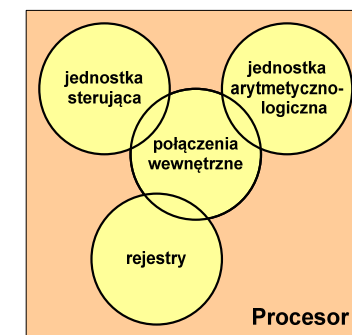 jednostka
sterująca
jednostka
arytmetyczno-
logiczna
połączenia
wewnętrzne
rejestry
Procesor